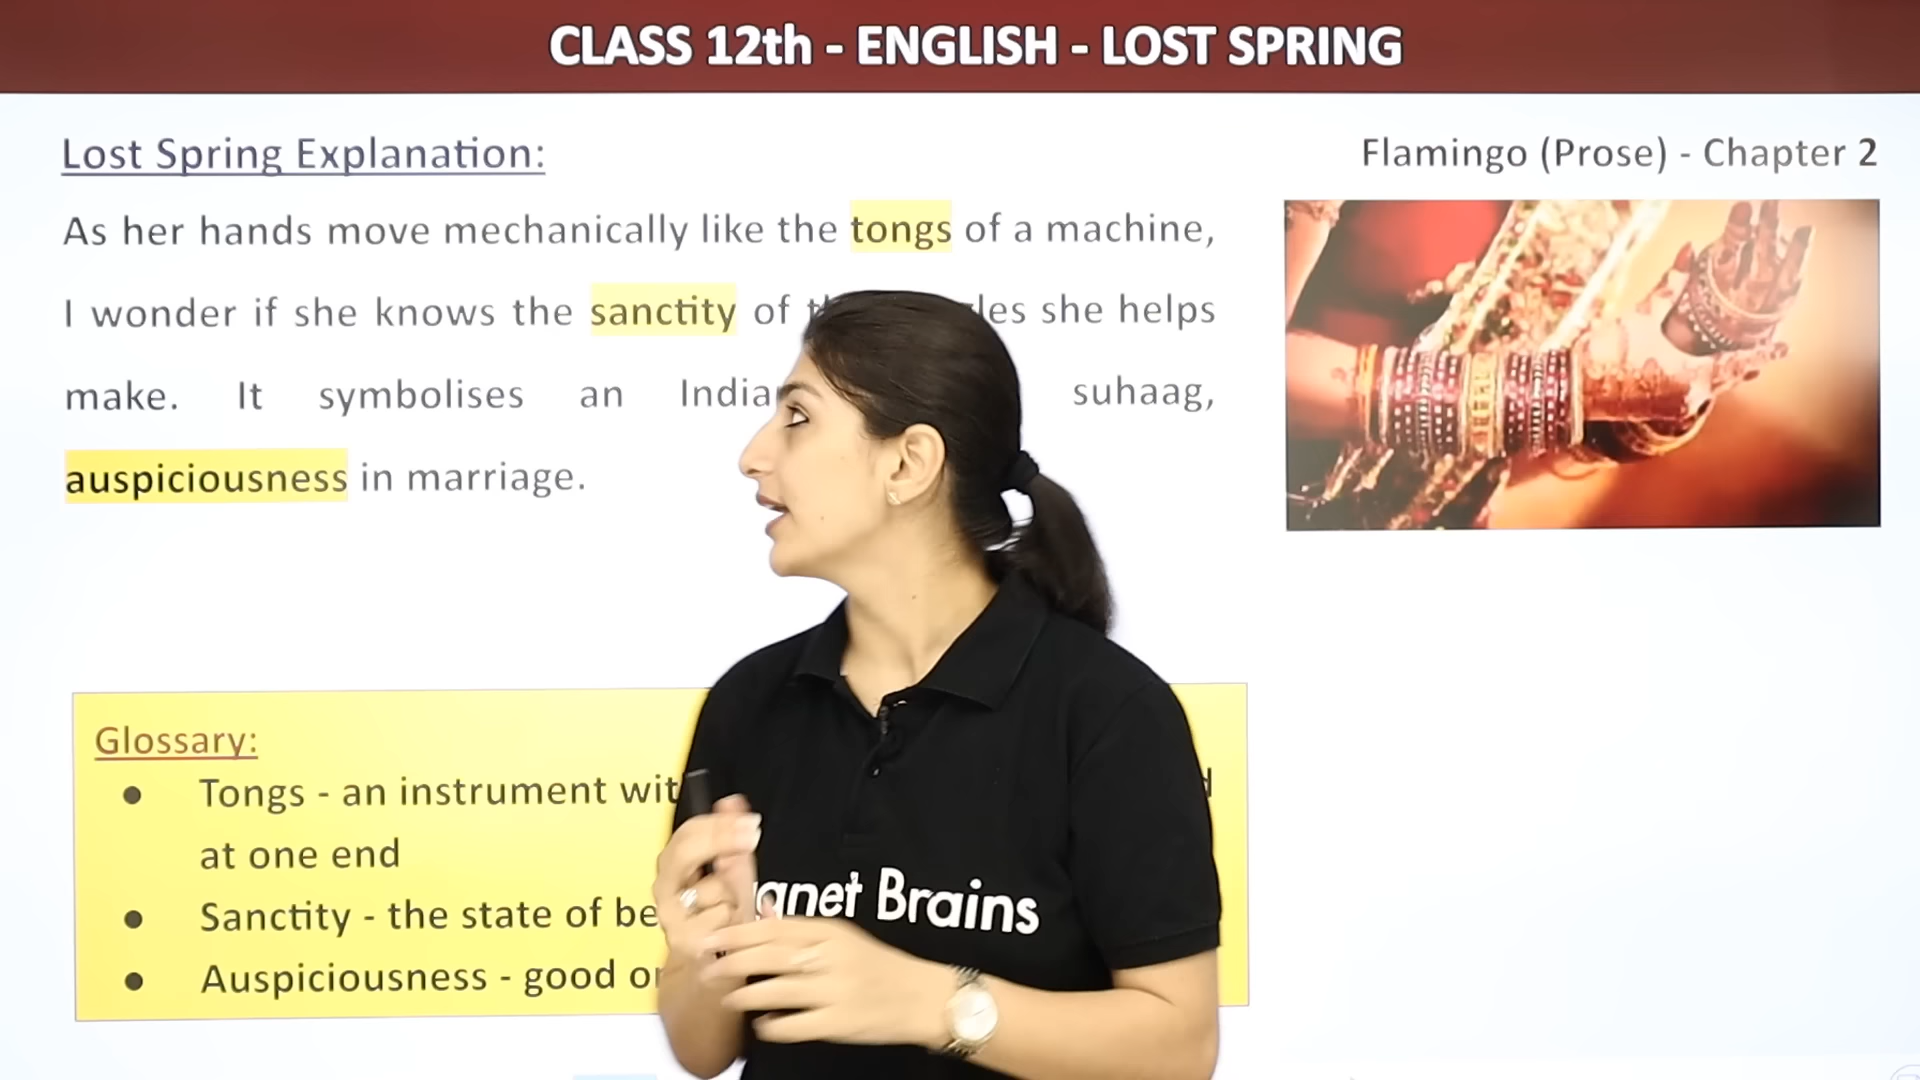 CLASS 12th - ENGLISH - LOST SPRING
Lost Spring Explanation:
Flamingo (Prose) - Chapter 2
As her hands move mechanically like the tongs of a machine,
I wonder if she knows the sanctity of she helps
make. It symbolises an suhaag,
auspiciousness in marriage.
Glossary:
● Tongs - an instrument
at one end
● Sanctity - the state of
● Auspiciousness - good
Brains